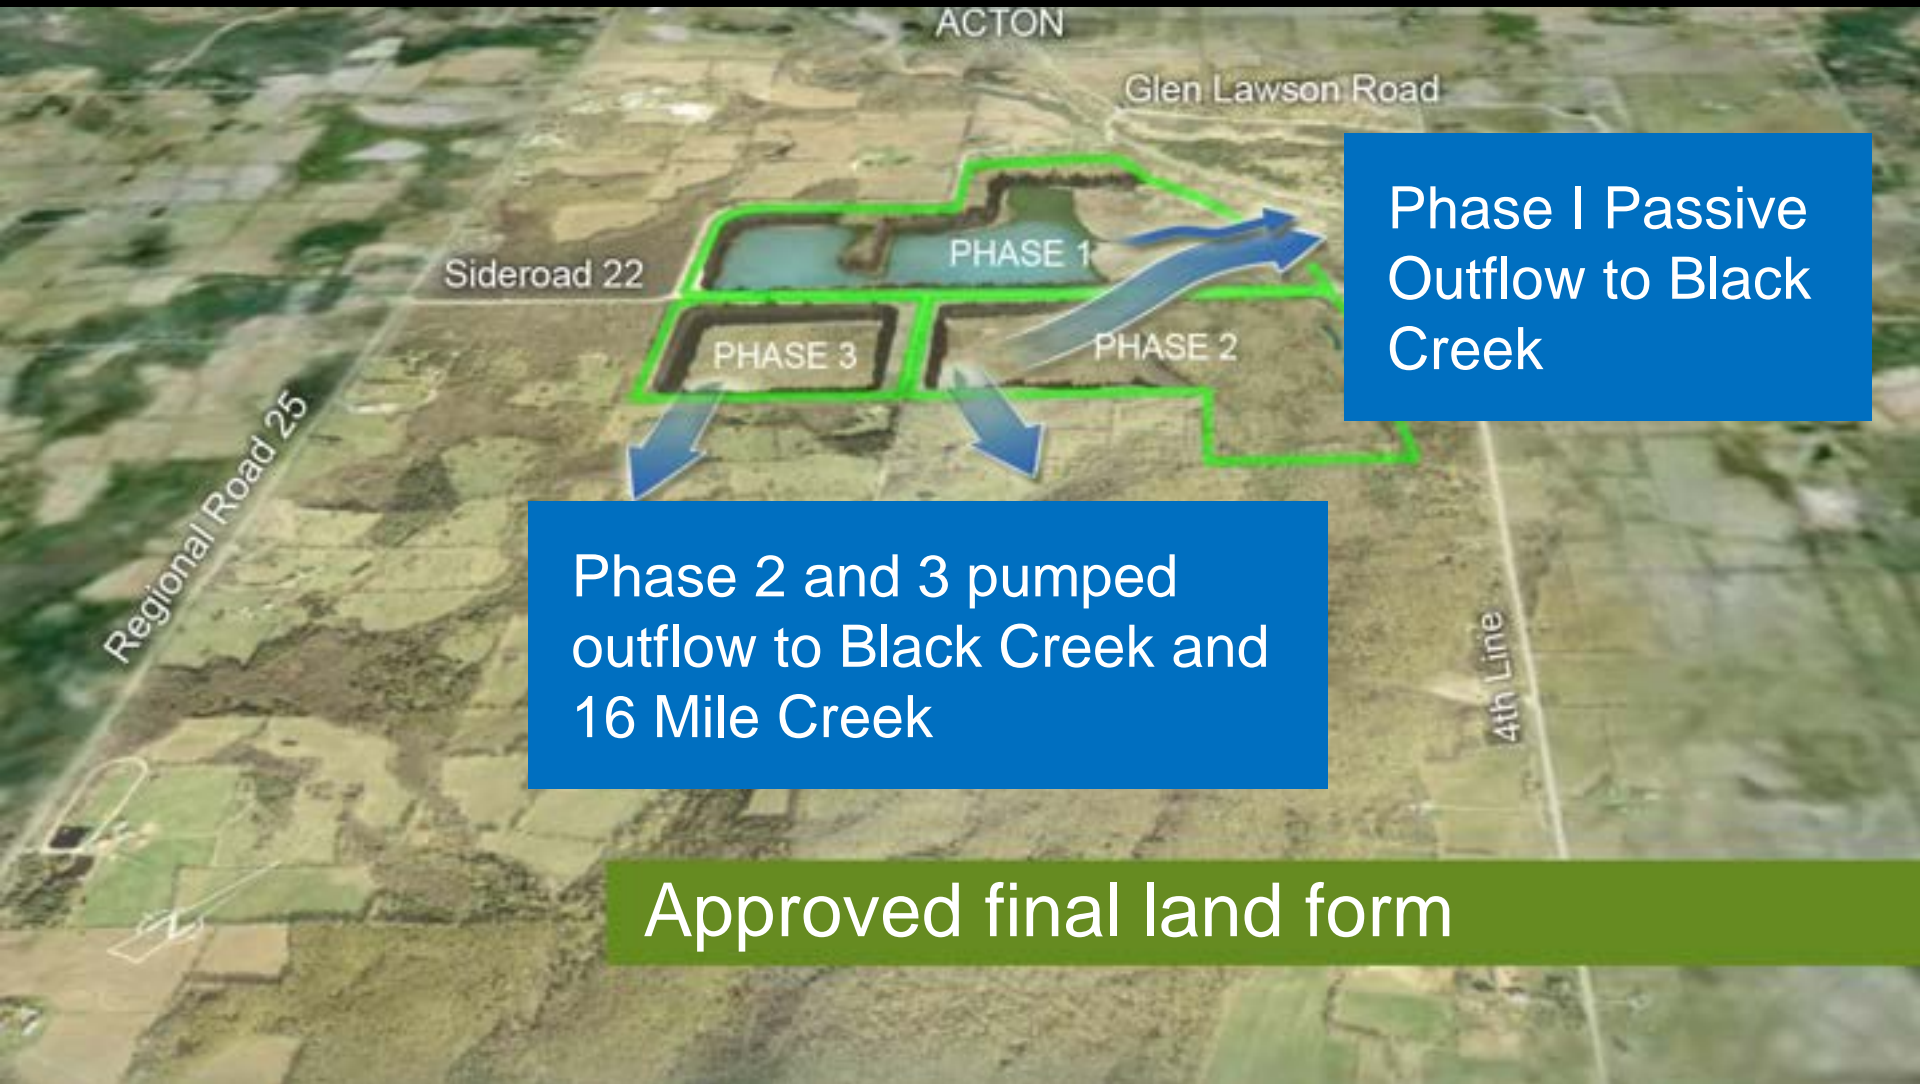 ACTON
Glen Lawson Road
Phase I Passive
Outflow to Black
Creek
PHASE 1
Sideroad 22
PHASE 3
PHASE 2
Regional Road 25
Phase 2 and 3 pumped
outflow to Black Creek and
16 Mile Creek
4th Line
Approved final land form